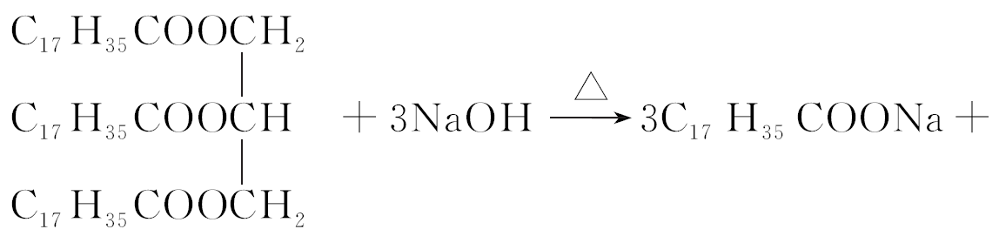 C₁₇H₃₅COOCH₂
C₁₇H₃₅COOCH + 3NaOH △→ 3C₁₇H₃₅COONa +
C₁₇H₃₅COOCH₂